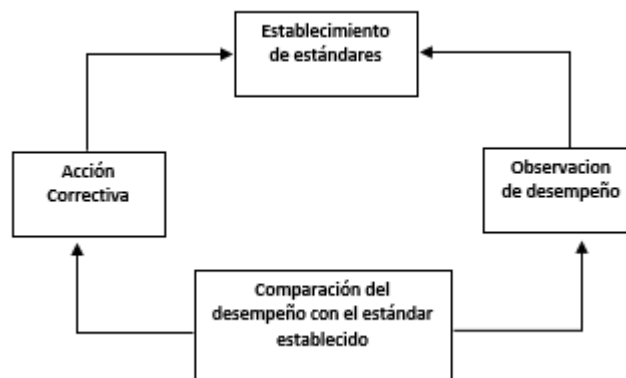 Establecimiento
de estándares
Acción
Correctiva
Observacion
de desempeño
Comparación del
desempeño con el estándar
establecido